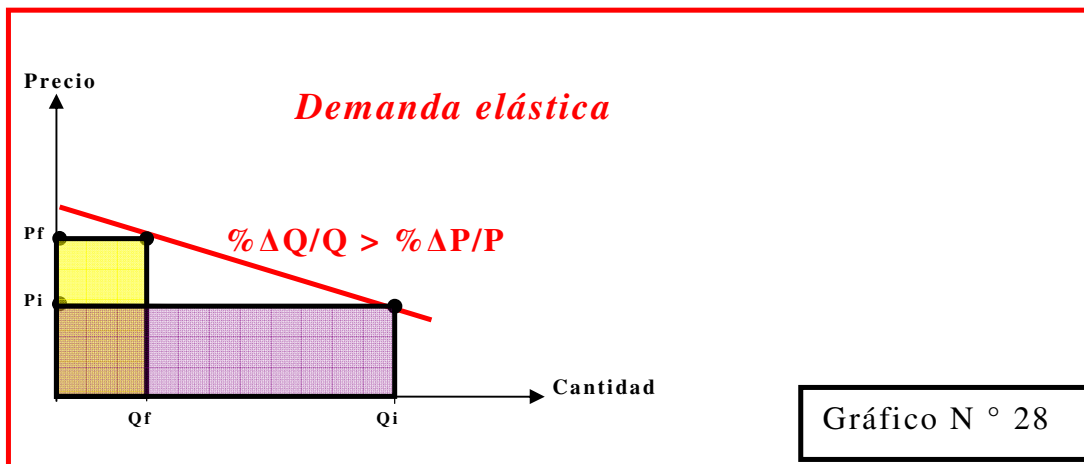 Precio
Demanda elástica
Pf
%ΔQ/Q > %ΔP/P
Pi
Cantidad
Qf
Qi
Gráfico N ° 28